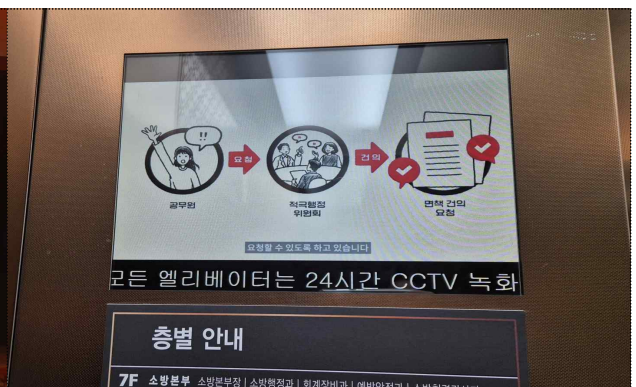 !!
요청
건의
공무원
적극행정
위원회
면책 건의
요청
요청할 수 있도록 하고 있습니다
모든 엘리베이터는 24시간 CCTV 녹화
층별 안내
7F 소방본부 소방본부장 | 소방행정과 | 회계장비과 | 예방안전과 |